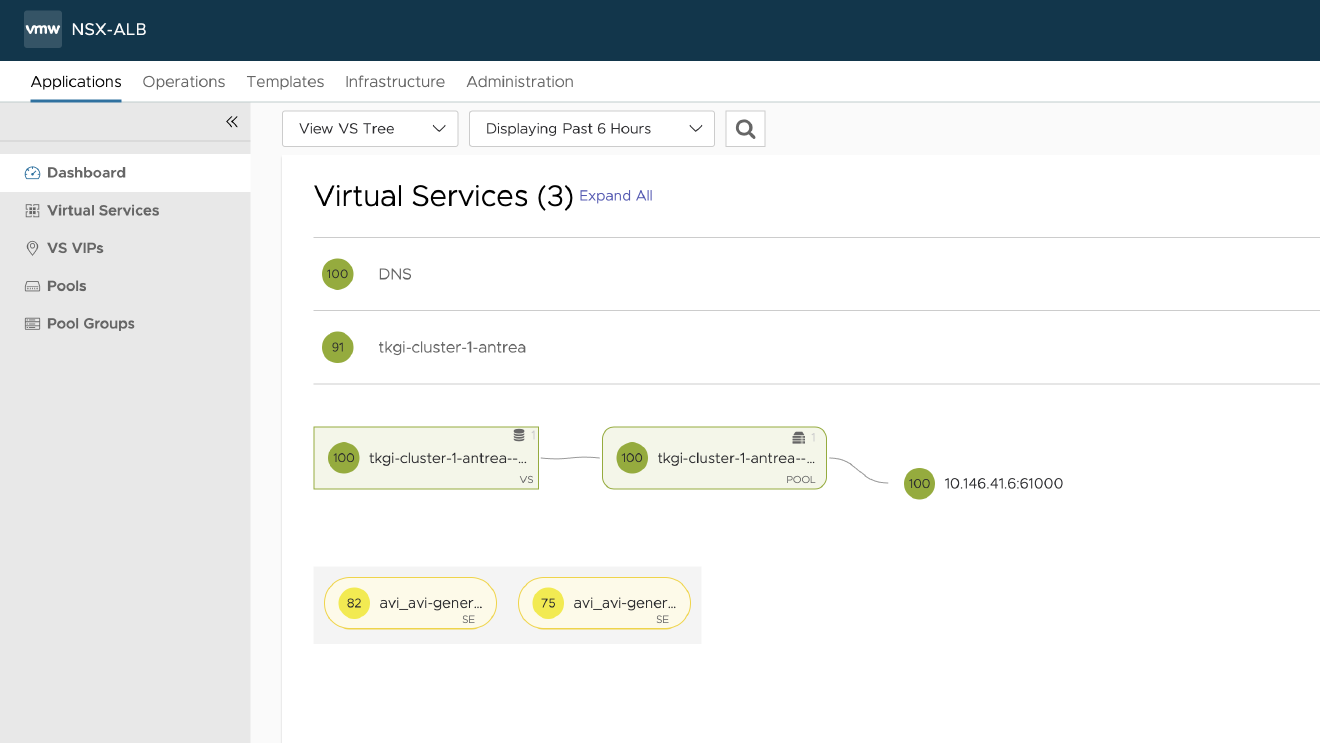 vmw NSX-ALB
Applications Operations Templates Infrastructure Administration
View VS Tree Displaying Past 6 Hours
Dashboard
Virtual Services
VS VIPs
Pools
Pool Groups
Virtual Services (3) Expand All
100 DNS
91 tkgi-cluster-1-antrea
1
100 tkgi-cluster-1-antrea--...
VS
1
100 tkgi-cluster-1-antrea--...
POOL
100 10.146.41.6:61000
82 avi_avi-gener...
SE
75 avi_avi-gener...
SE